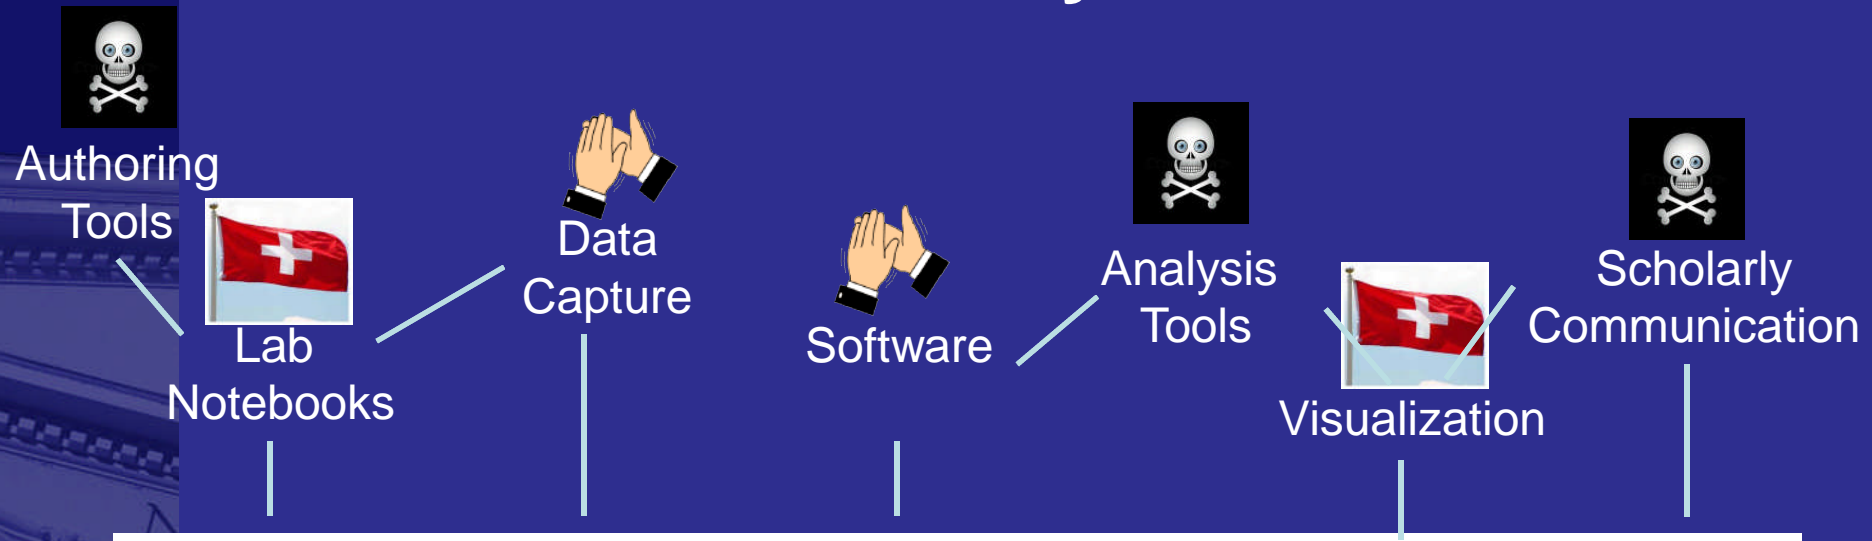 Authoring
Tools
Lab
Notebooks
Data
Capture
Software
Analysis
Tools
Visualization
Scholarly
Communication